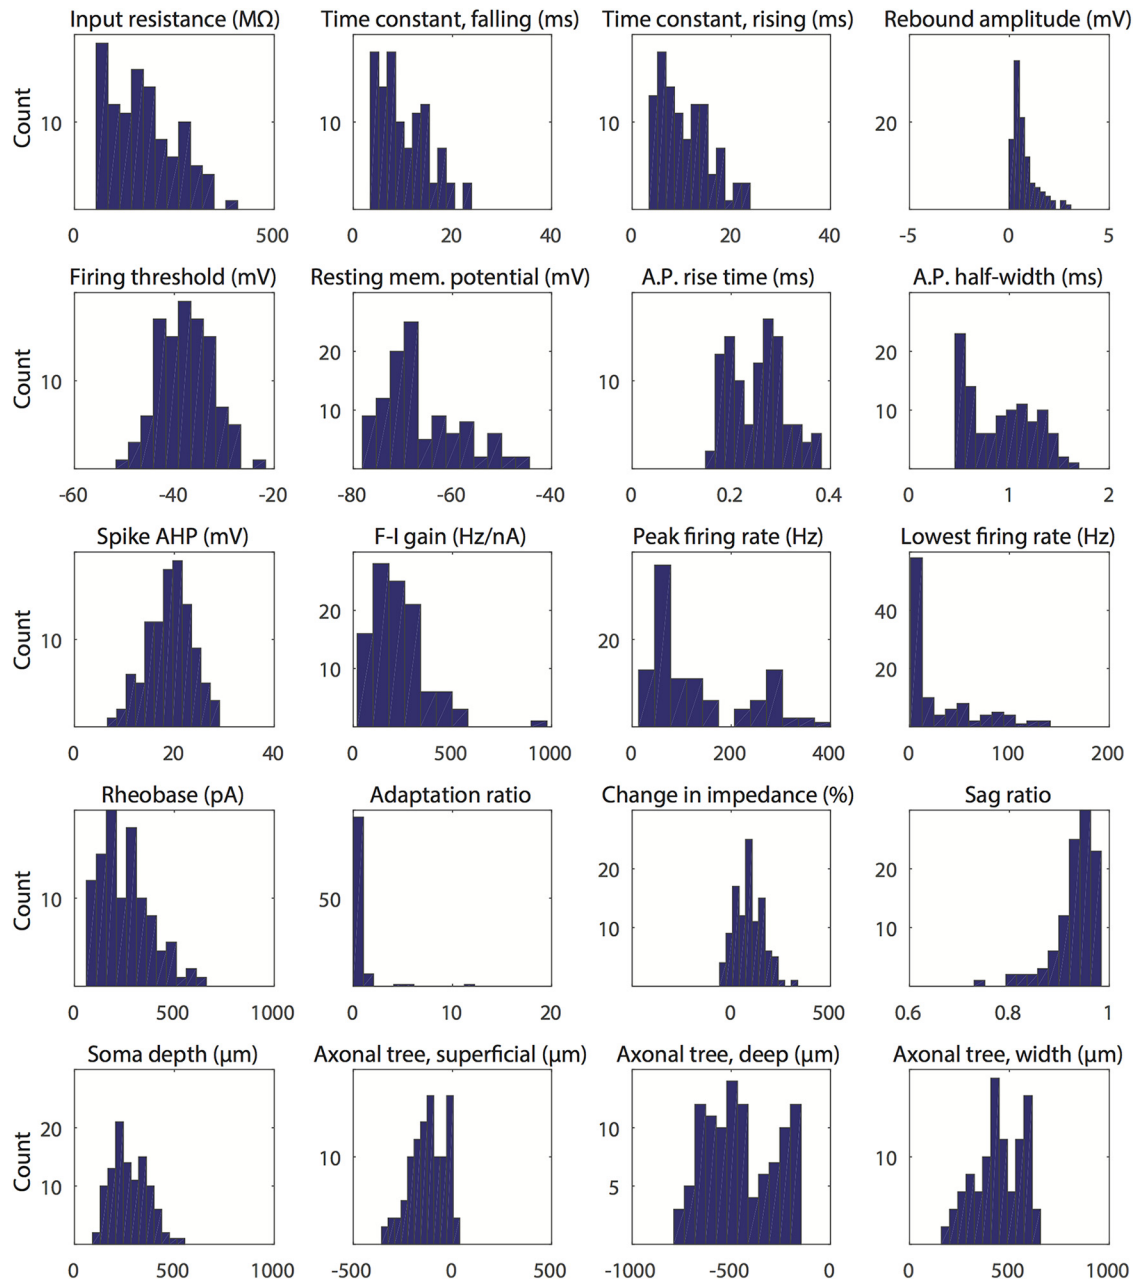 Input resistance (MΩ) Time constant, falling (ms) Time constant, rising (ms) Rebound amplitude (mV)
Count 10 10 10 20
0 500 0 20 40 0 20 40 -5 0 5
Firing threshold (mV) Resting mem. potential (mV) A.P. rise time (ms) A.P. half-width (ms)
Count 10 20 10 10 20 10
-60 -40 -20 -80 -60 -40 0 0.2 0.4 0 1 2
Spike AHP (mV) F-I gain (Hz/nA) Peak firing rate (Hz) Lowest firing rate (Hz)
Count 10 20 10 20 40 20
0 20 40 0 500 1000 0 200 400 0 100 200
Rheobase (pA) Adaptation ratio Change in impedance (%) Sag ratio
Count 10 50 20 10 20 10
0 500 1000 0 10 20 0 500 0.6 0.8 1
Soma depth (μm) Axonal tree, superficial (μm) Axonal tree, deep (μm) Axonal tree, width (μm)
Count 20 10 10 10 5 10
0 500 1000 -500 0 500 -1000 -500 0 0 500 1000